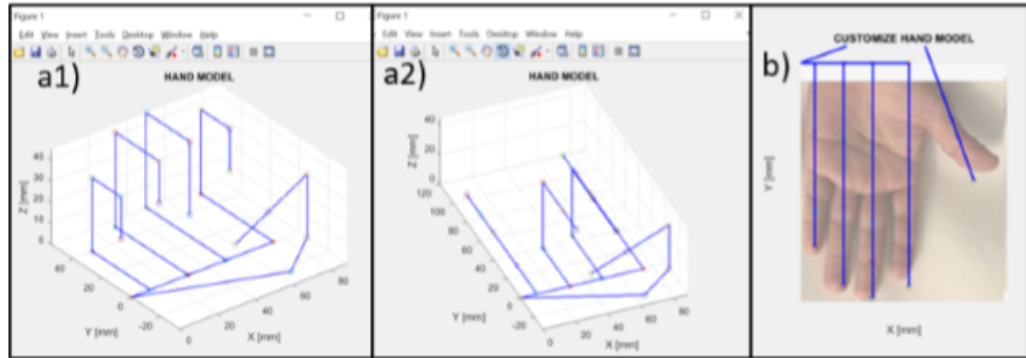 Figure 1
Edit View Insert Tools Desktop Window Help
a1)
HAND MODEL
Z [mm]
40
30
20
10
0
Y [mm]
40
20
0
-20
X [mm]
0
20
40
60
80
Figure 1
Edit View Insert Tools Desktop Window Help
a2)
HAND MODEL
Z [mm]
40
20
0
Y [mm]
120
100
80
60
40
20
0
-20
X [mm]
0
20
40
60
80
b)
CUSTOMIZE HAND MODEL
Y [mm]
X [mm]